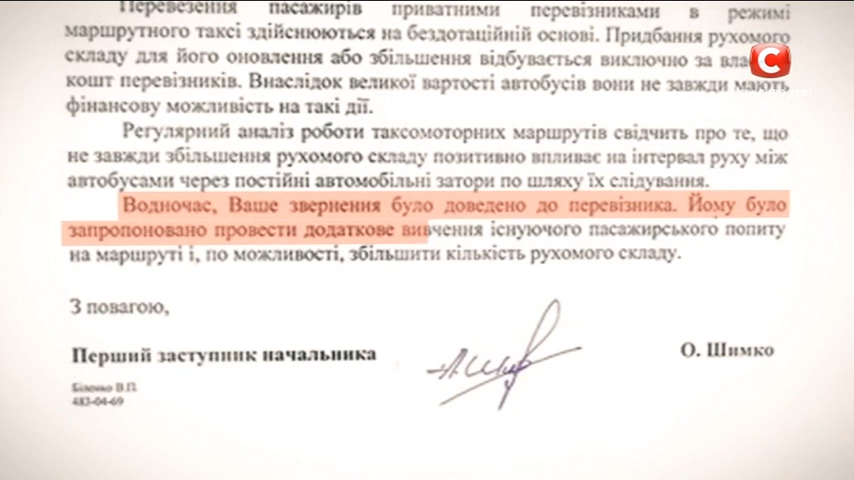 Перевезення пасажирів приватними перевізниками в режимі
маршрутного таксі здійснюються на бездотаційній основі. Придбання рухомого
складу для його оновлення або збільшення відбувається виключно за
кошт перевізників. Внаслідок великої вартості автобусів вони не завжди мають
фінансову можливість на такі дії.
Регулярний аналіз роботи таксомоторних маршрутів свідчить про те, що
не завжди збільшення рухомого складу позитивно впливає на інтервал руху між
автобусами через постійні автомобільні затори по шляху їх слідування.
Водночас, Ваше звернення було доведено до перевізника. Йому було
запропоновано провести додаткове вивчення існуючого пасажирського попиту
на маршруті і, по можливості, збільшити кількість рухомого складу.
З повагою,
Перший заступник начальника
О. Шимко
Біленко В.П.
483-04-69
С